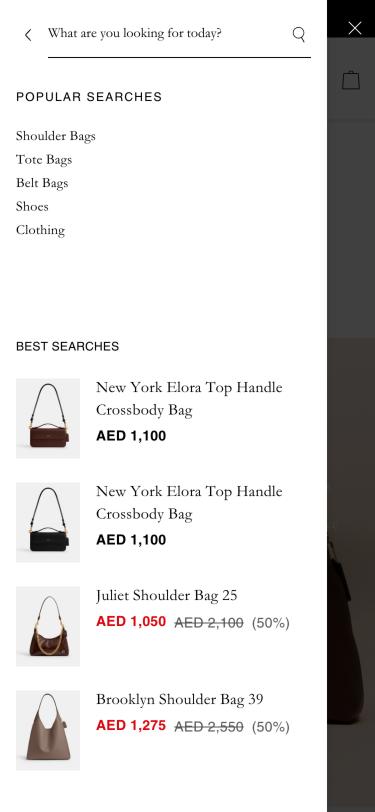 What are you looking for today?
POPULAR SEARCHES
Shoulder Bags
Tote Bags
Belt Bags
Shoes
Clothing
BEST SEARCHES
New York Elora Top Handle
Crossbody Bag
AED 1,100
New York Elora Top Handle
Crossbody Bag
AED 1,100
Juliet Shoulder Bag 25
AED 1,050 AED 2,100 (50%)
Brooklyn Shoulder Bag 39
AED 1,275 AED 2,550 (50%)